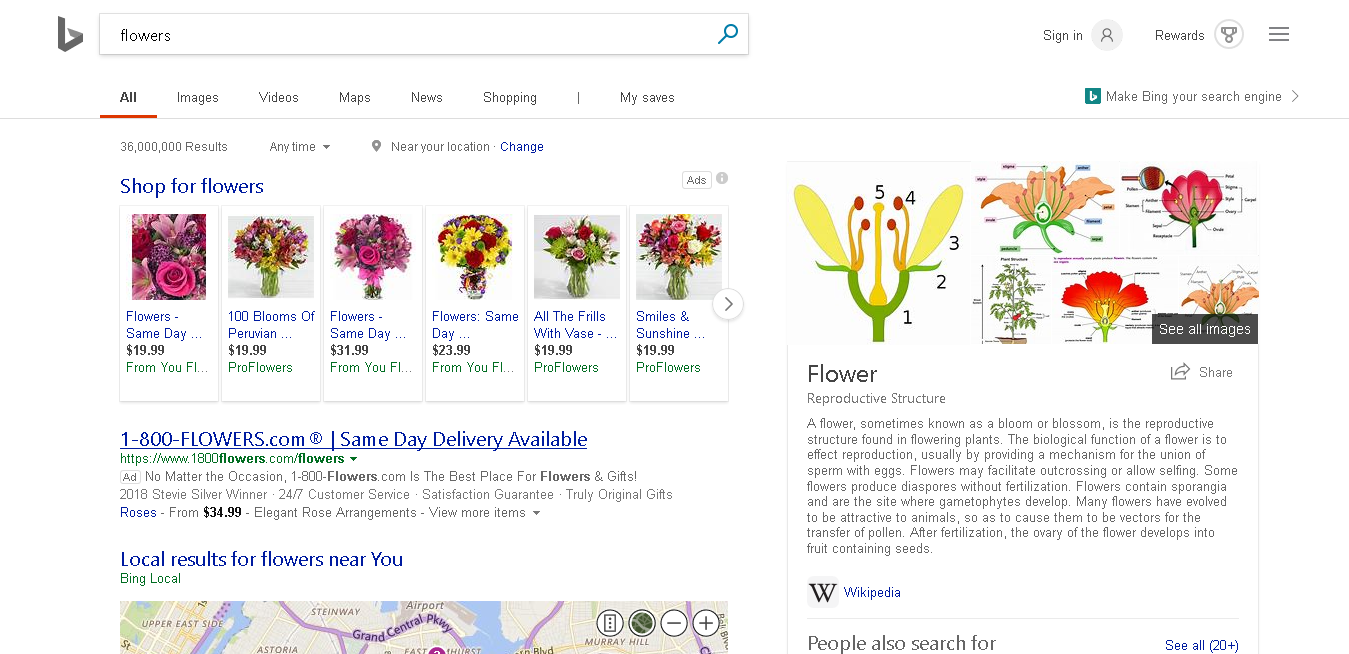 flowers
Sign in
Rewards
All Images Videos Maps News Shopping | My saves
Make Bing your search engine
36,000,000 Results Any time Near your location · Change
Shop for flowers
Ads
Flowers -
Same Day ...
$19.99
From You Fl...
100 Blooms Of
Peruvian ...
$19.99
ProFlowers
Flowers -
Same Day ...
$31.99
From You Fl...
Flowers: Same
Day ...
$23.99
From You Fl...
All The Frills
With Vase - ...
$19.99
ProFlowers
Smiles &
Sunshine ...
$19.99
ProFlowers
1-800-FLOWERS.com® | Same Day Delivery Available
https://www.1800flowers.com/flowers
Ad No Matter the Occasion, 1-800-Flowers.com Is The Best Place For Flowers & Gifts!
2018 Stevie Silver Winner · 24/7 Customer Service · Satisfaction Guarantee · Truly Original Gifts
Roses - From $34.99 - Elegant Rose Arrangements - View more items
Local results for flowers near You
Bing Local
STEINWAY
Airport
UPPER EAST SIDE
Grand Central Pkwy
ASTORIA
MURRAY HILL
5
4
3
2
1
Plant Structure
See all images
Flower
Share
Reproductive Structure
A flower, sometimes known as a bloom or blossom, is the reproductive
structure found in flowering plants. The biological function of a flower is to
effect reproduction, usually by providing a mechanism for the union of
sperm with eggs. Flowers may facilitate outcrossing or allow selfing. Some
flowers produce diaspores without fertilization. Flowers contain sporangia
and are the site where gametophytes develop. Many flowers have evolved
to be attractive to animals, so as to cause them to be vectors for the
transfer of pollen. After fertilization, the ovary of the flower develops into
fruit containing seeds.
W Wikipedia
People also search for
See all (20+)